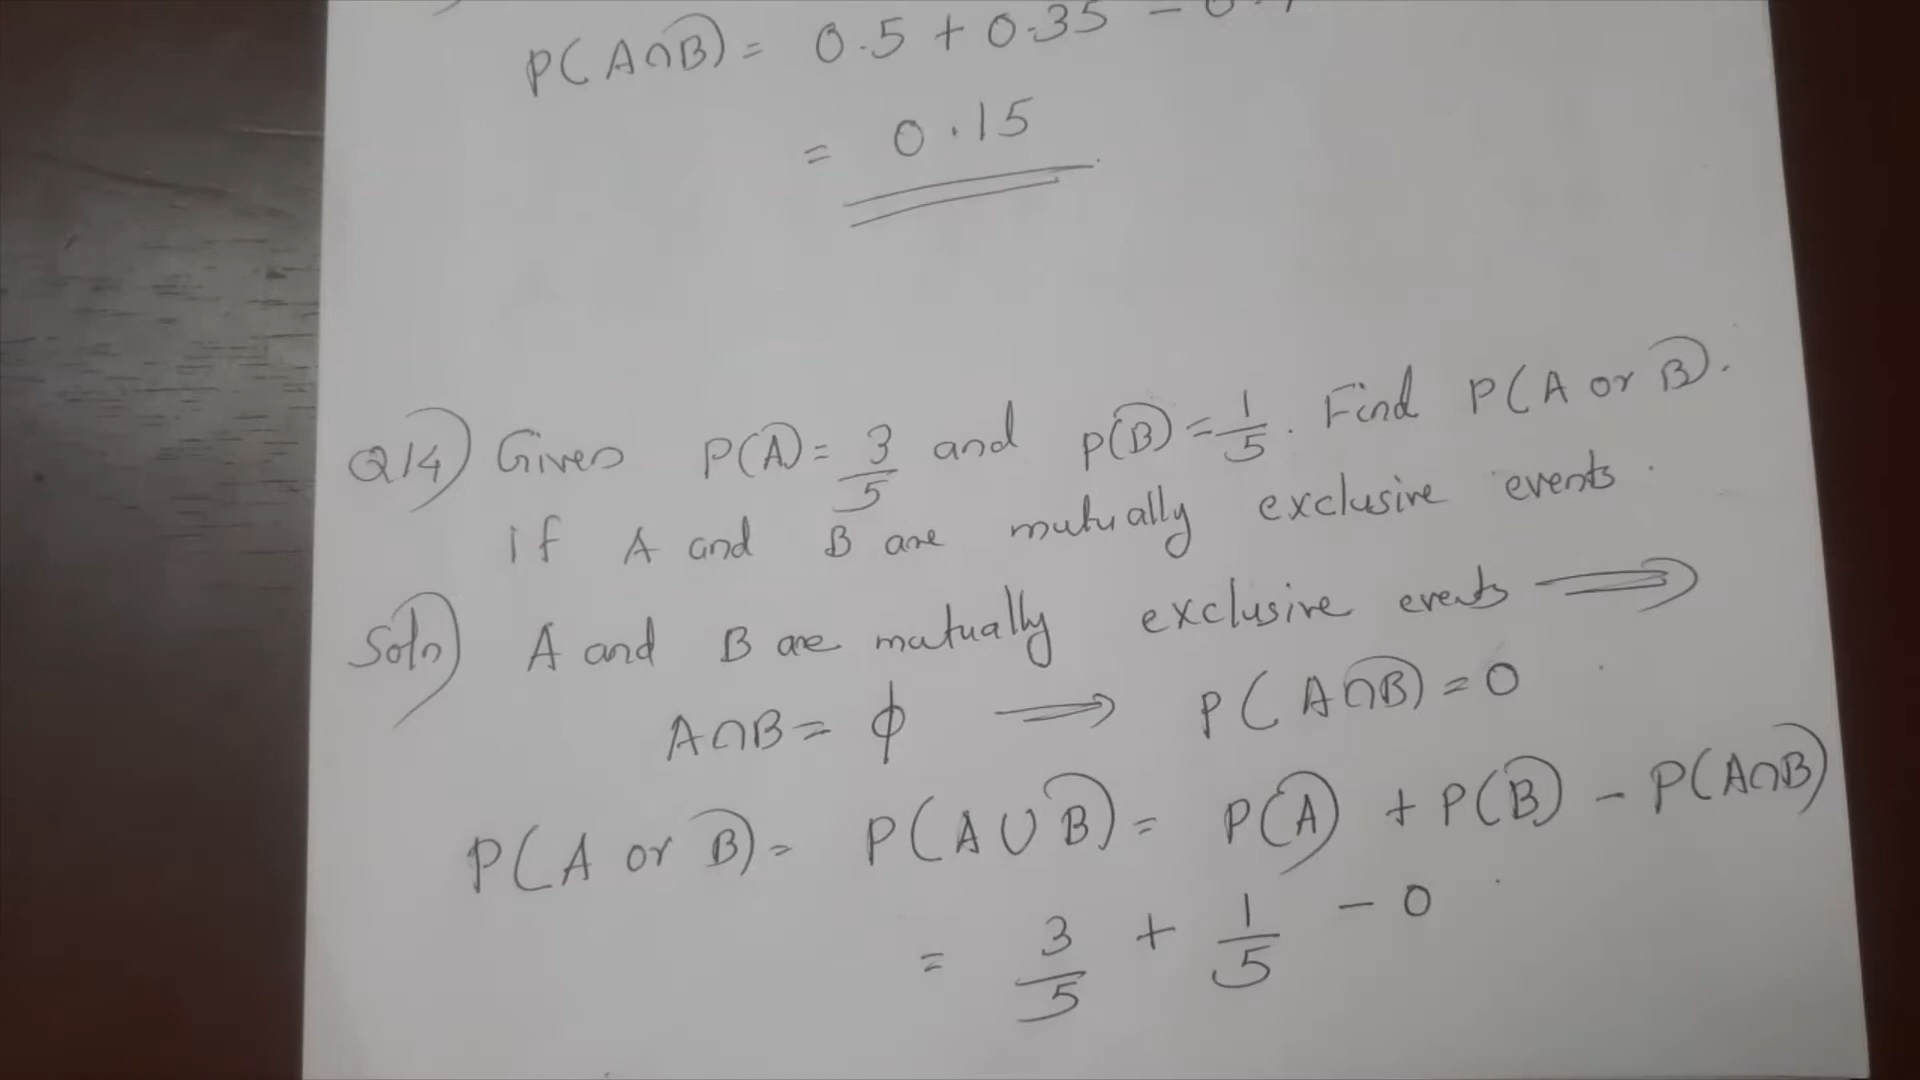 P(A∩B) = 0.5 + 0.35 –
= 0.15
Q14) Given P(A) = 3/5 and P(B) = 1/5. Find P(A or B).
if A and B are mutually exclusive events.
Soln) A and B are mutually exclusive events ⟹
A∩B = ϕ ⟹ P(A∩B) = 0
P(A or B) = P(A∪B) = P(A) + P(B) – P(A∩B)
= 3/5 + 1/5 – 0